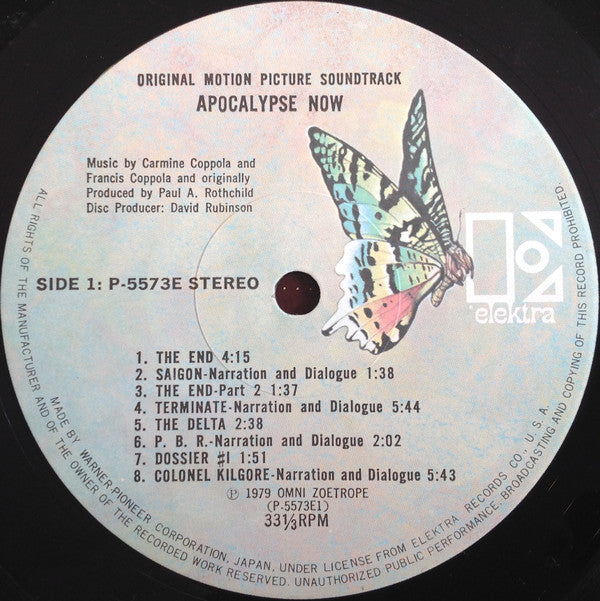 ORIGINAL MOTION PICTURE SOUNDTRACK
APOCALYPSE NOW
Music by Carmine Coppola and
Francis Coppola and originally
Produced by Paul A. Rothchild
Disc Producer: David Rubinson
SIDE 1: P-5573E STEREO
elektra
1. THE END 4:15
2. SAIGON-Narration and Dialogue 1:38
3. THE END-Part 2 1:37
4. TERMINATE-Narration and Dialogue 5:44
5. THE DELTA 2:38
6. P. B. R.-Narration and Dialogue 2:02
7. DOSSIER #1 1:51
8. COLONEL KILGORE-Narration and Dialogue 5:43
Ⓟ 1979 OMNI ZOETROPE
(P-5573E1)
33⅓RPM
MADE BY WARNER-PIONEER CORPORATION, JAPAN, UNDER LICENSE FROM ELEKTRA RECORDS CO., U.S.A.
ALL RIGHTS OF THE MANUFACTURER AND OF THE OWNER OF THE RECORDED WORK RESERVED. UNAUTHORIZED PUBLIC PERFORMANCE, BROADCASTING AND COPYING OF THIS RECORD PROHIBITED